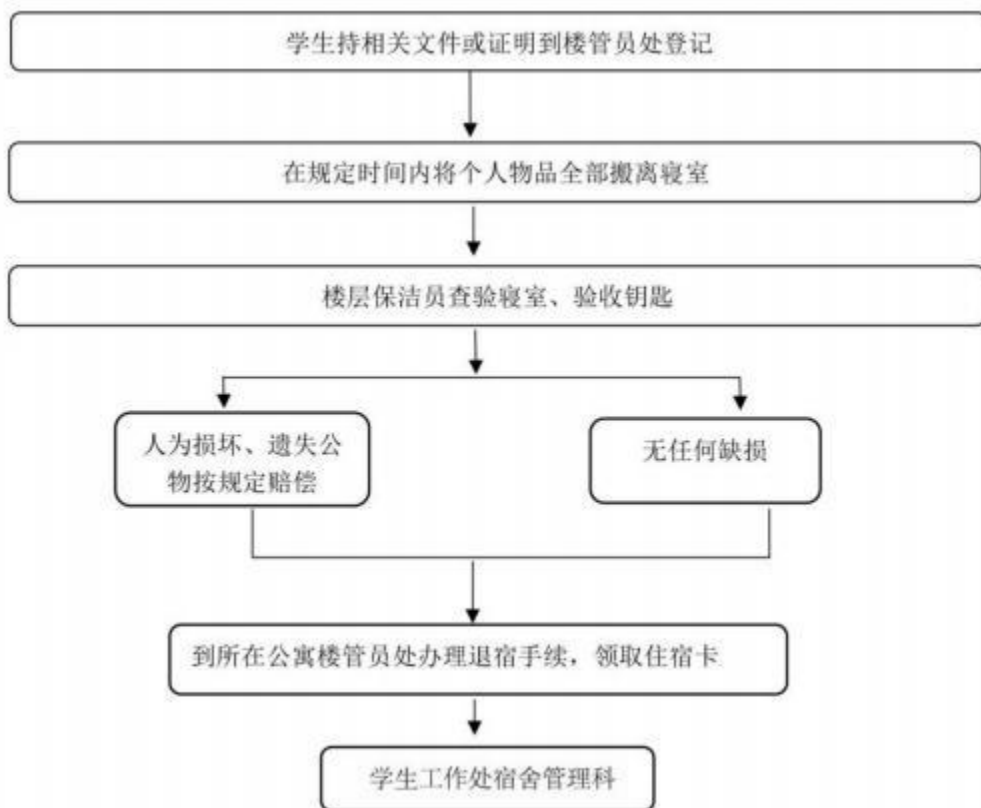 学生持相关文件或证明到楼管员处登记
在规定时间内将个人物品全部搬离寝室
楼层保洁员查验寝室、验收钥匙
人为损坏、遗失公
物按规定赔偿
无任何缺损
到所在公寓楼管员处办理退宿手续，领取住宿卡
学生工作处宿舍管理科